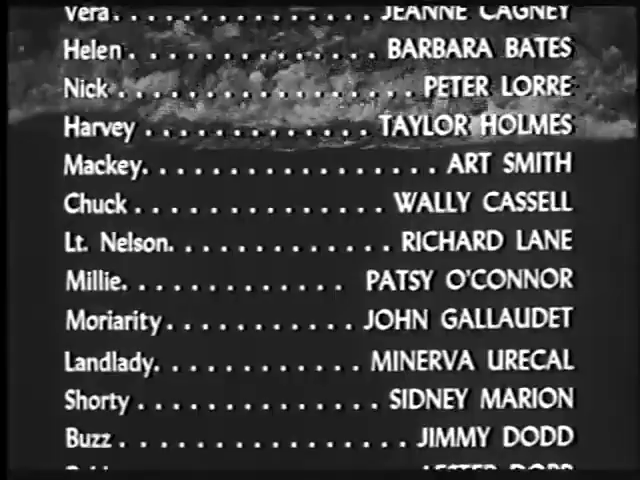 Vera. . . . . . . . . . . . . . . JEANNE CAGNEY
Helen . . . . . . . . . . . . . BARBARA BATES
Nick . . . . . . . . . . . . . . . . PETER LORRE
Harvey . . . . . . . . . . . . TAYLOR HOLMES
Mackey. . . . . . . . . . . . . . . . . ART SMITH
Chuck . . . . . . . . . . . . . WALLY CASSELL
Lt. Nelson. . . . . . . . . . . . RICHARD LANE
Millie. . . . . . . . . . . . PATSY O'CONNOR
Moriarity . . . . . . . . . . JOHN GALLAUDET
Landlady. . . . . . . . . . . MINERVA URECAL
Shorty . . . . . . . . . . . . . SIDNEY MARION
Buzz . . . . . . . . . . . . . . . . JIMMY DODD